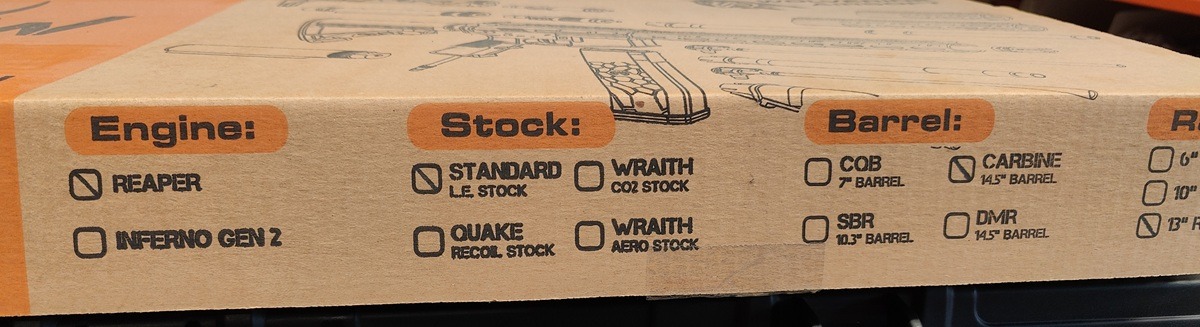 Engine:
REAPER
INFERNO GEN 2
Stock:
STANDARD
L.E. STOCK
WRAITH
CO2 STOCK
QUAKE
RECOIL STOCK
WRAITH
AERO STOCK
Barrel:
CQB
7" BARREL
CARBINE
14.5" BARREL
SBR
10.3" BARREL
DMR
14.5" BARREL
6"
10"
13"